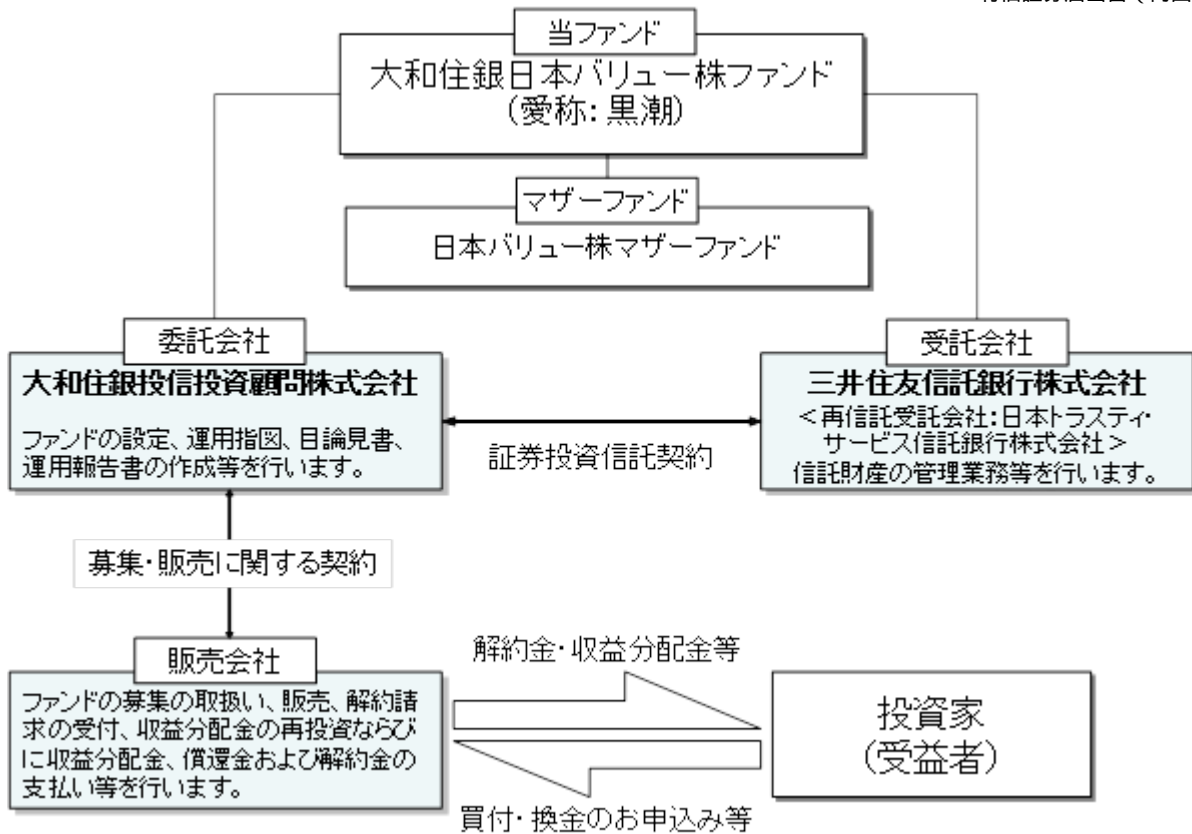 当ファンド
大和住銀日本バリュー株ファンド
(愛称：黒潮)
マザーファンド
日本バリュー株マザーファンド
委託会社
大和住銀投信投資顧問株式会社
ファンドの設定、運用指図、目論見書、
運用報告書の作成等を行います。
受託会社
三井住友信託銀行株式会社
＜再信託受託会社：日本トラスティ・
サービス信託銀行株式会社＞
信託財産の管理業務等を行います。
証券投資信託契約
募集・販売に関する契約
販売会社
ファンドの募集の取扱い、販売、解約請
求の受付、収益分配金の再投資ならび
に収益分配金、償還金および解約金の
支払い等を行います。
解約金・収益分配金等
買付・換金のお申込み等
投資家
(受益者)